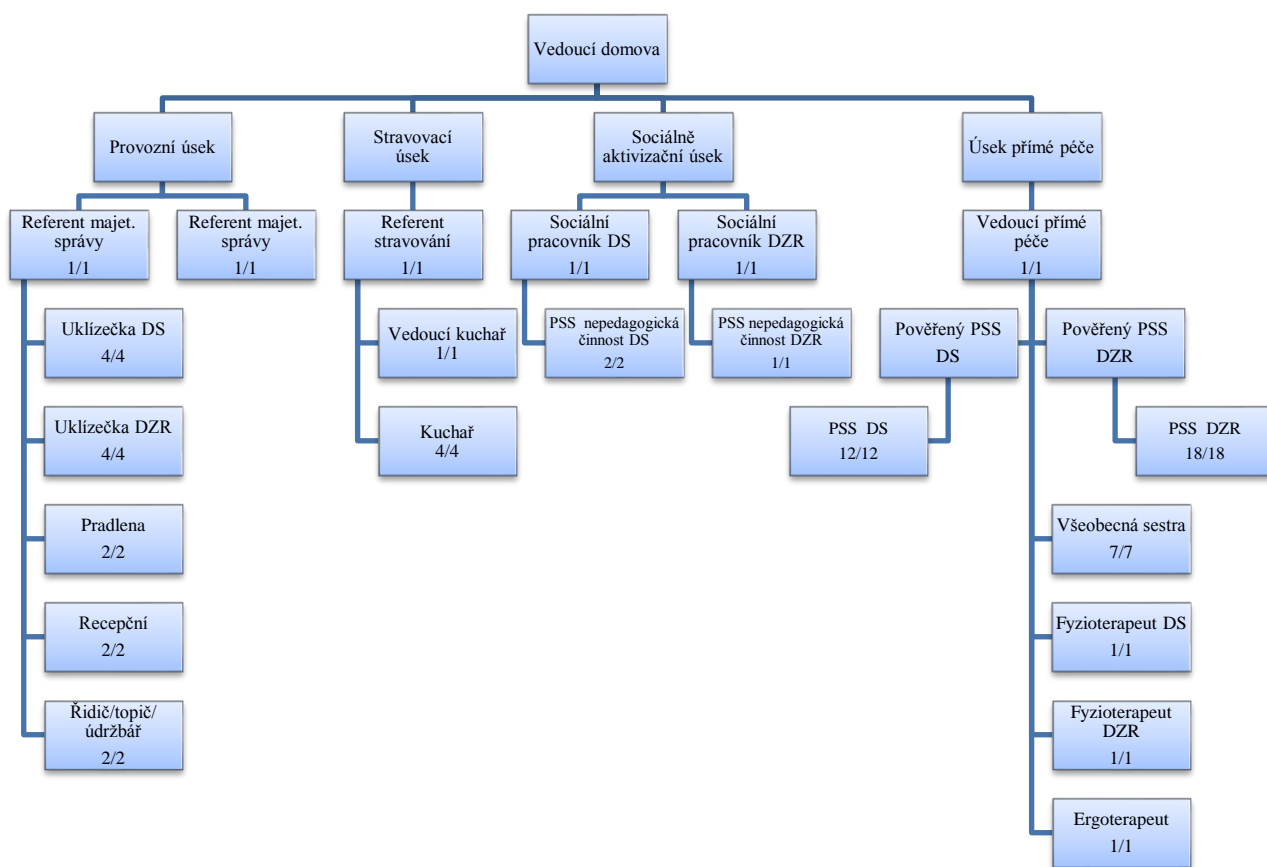 Vedoucí domova
Provozní úsek
Stravovací
úsek
Sociálně
aktivizační úsek
Úsek přímé péče
Referent majet.
správy
1/1
Referent majet.
správy
1/1
Referent
stravování
1/1
Sociální
pracovník DS
1/1
Sociální
pracovník DZR
1/1
Vedoucí přímé
péče
1/1
Uklízečka DS
4/4
Vedoucí kuchař
1/1
PSS nepedagogická
činnost DS
2/2
PSS nepedagogická
činnost DZR
1/1
Pověřený PSS
DS
Pověřený PSS
DZR
Uklízečka DZR
4/4
Kuchař
4/4
PSS DS
12/12
PSS DZR
18/18
Pradlena
2/2
Všeobecná sestra
7/7
Recepční
2/2
Fyzioterapeut DS
1/1
Řidič/topič/
údržbář
2/2
Fyzioterapeut
DZR
1/1
Ergoterapeut
1/1